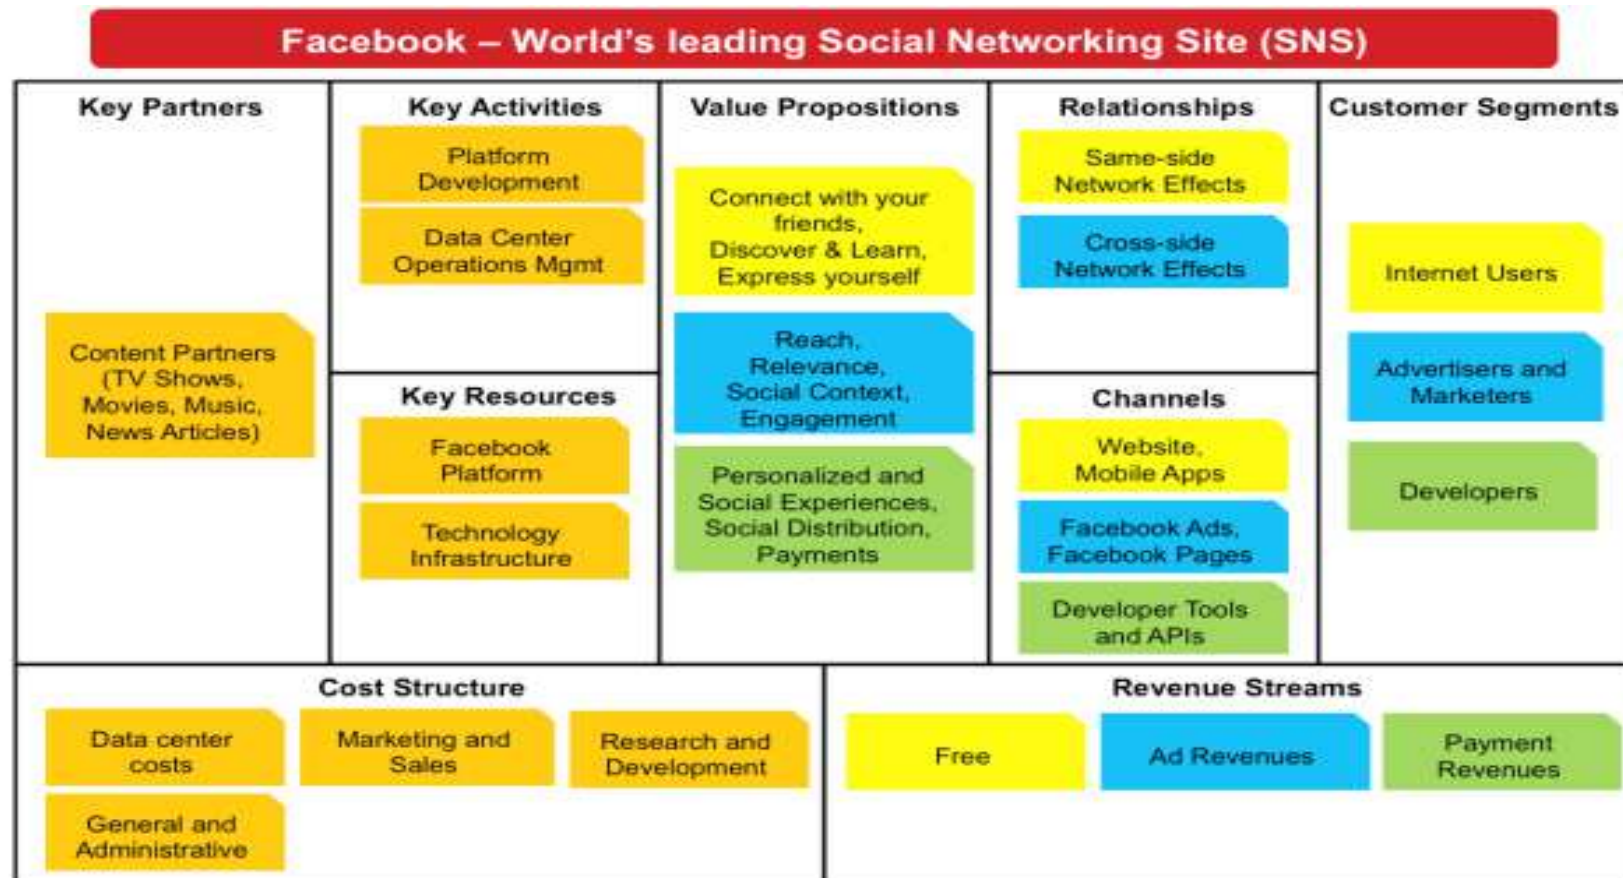 Facebook – World's leading Social Networking Site (SNS)
Key Partners
Content Partners
(TV Shows,
Movies, Music,
News Articles)
Key Activities
Platform
Development
Data Center
Operations Mgmt
Key Resources
Facebook
Platform
Technology
Infrastructure
Value Propositions
Connect with your
friends,
Discover & Learn,
Express yourself
Reach,
Relevance,
Social Context,
Engagement
Personalized and
Social Experiences,
Social Distribution,
Payments
Relationships
Same-side
Network Effects
Cross-side
Network Effects
Channels
Website,
Mobile Apps
Facebook Ads,
Facebook Pages
Developer Tools
and APIs
Customer Segments
Internet Users
Advertisers and
Marketers
Developers
Cost Structure
Data center
costs
Marketing and
Sales
Research and
Development
General and
Administrative
Revenue Streams
Free
Ad Revenues
Payment
Revenues